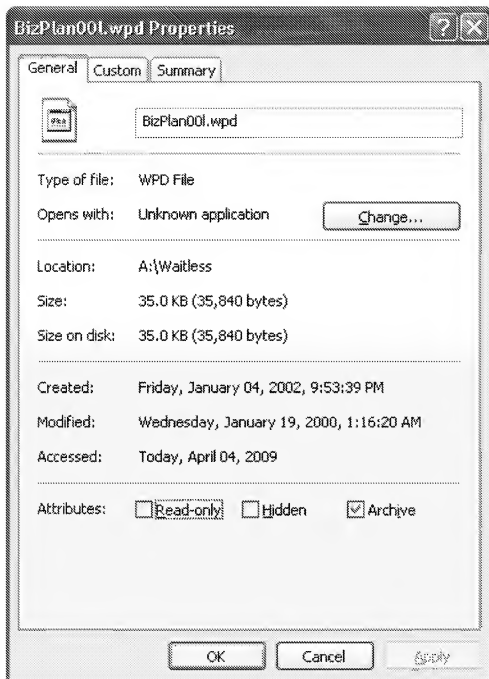 BizPlan00l.wpd Properties
General Custom Summary
BizPlan00l.wpd
Type of file: WPD File
Opens with: Unknown application Change...
Location: A:\Waitless
Size: 35.0 KB (35,840 bytes)
Size on disk: 35.0 KB (35,840 bytes)
Created: Friday, January 04, 2002, 9:53:39 PM
Modified: Wednesday, January 19, 2000, 1:16:20 AM
Accessed: Today, April 04, 2009
Attributes: Read-only Hidden Archive
OK Cancel Apply